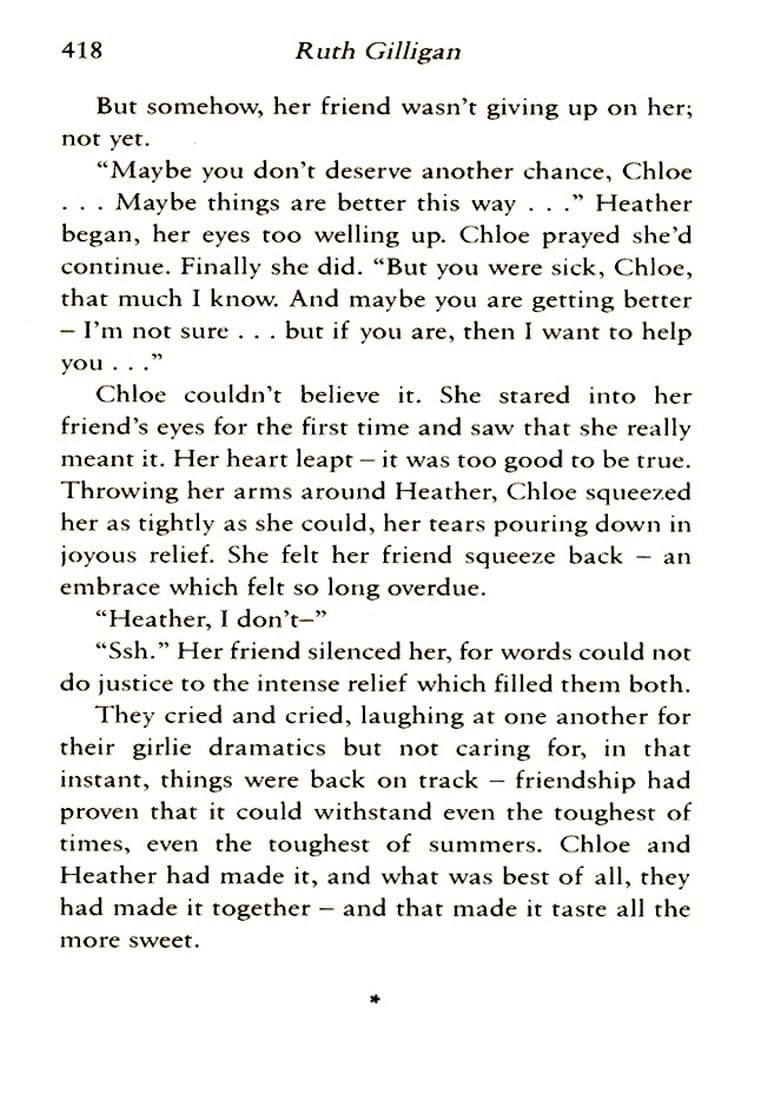 418
Ruth Gilligan
But somehow, her friend wasn't giving up on her;
not yet.
“Maybe you don't deserve another chance, Chloe
. . . Maybe things are better this way . . .” Heather
began, her eyes too welling up. Chloe prayed she'd
continue. Finally she did. “But you were sick, Chloe,
that much I know. And maybe you are getting better
– I'm not sure . . . but if you are, then I want to help
you . . .”
Chloe couldn't believe it. She stared into her
friend's eyes for the first time and saw that she really
meant it. Her heart leapt – it was too good to be true.
Throwing her arms around Heather, Chloe squeezed
her as tightly as she could, her tears pouring down in
joyous relief. She felt her friend squeeze back – an
embrace which felt so long overdue.
“Heather, I don't–”
“Ssh.” Her friend silenced her, for words could not
do justice to the intense relief which filled them both.
They cried and cried, laughing at one another for
their girlie dramatics but not caring for, in that
instant, things were back on track – friendship had
proven that it could withstand even the toughest of
times, even the toughest of summers. Chloe and
Heather had made it, and what was best of all, they
had made it together – and that made it taste all the
more sweet.
*